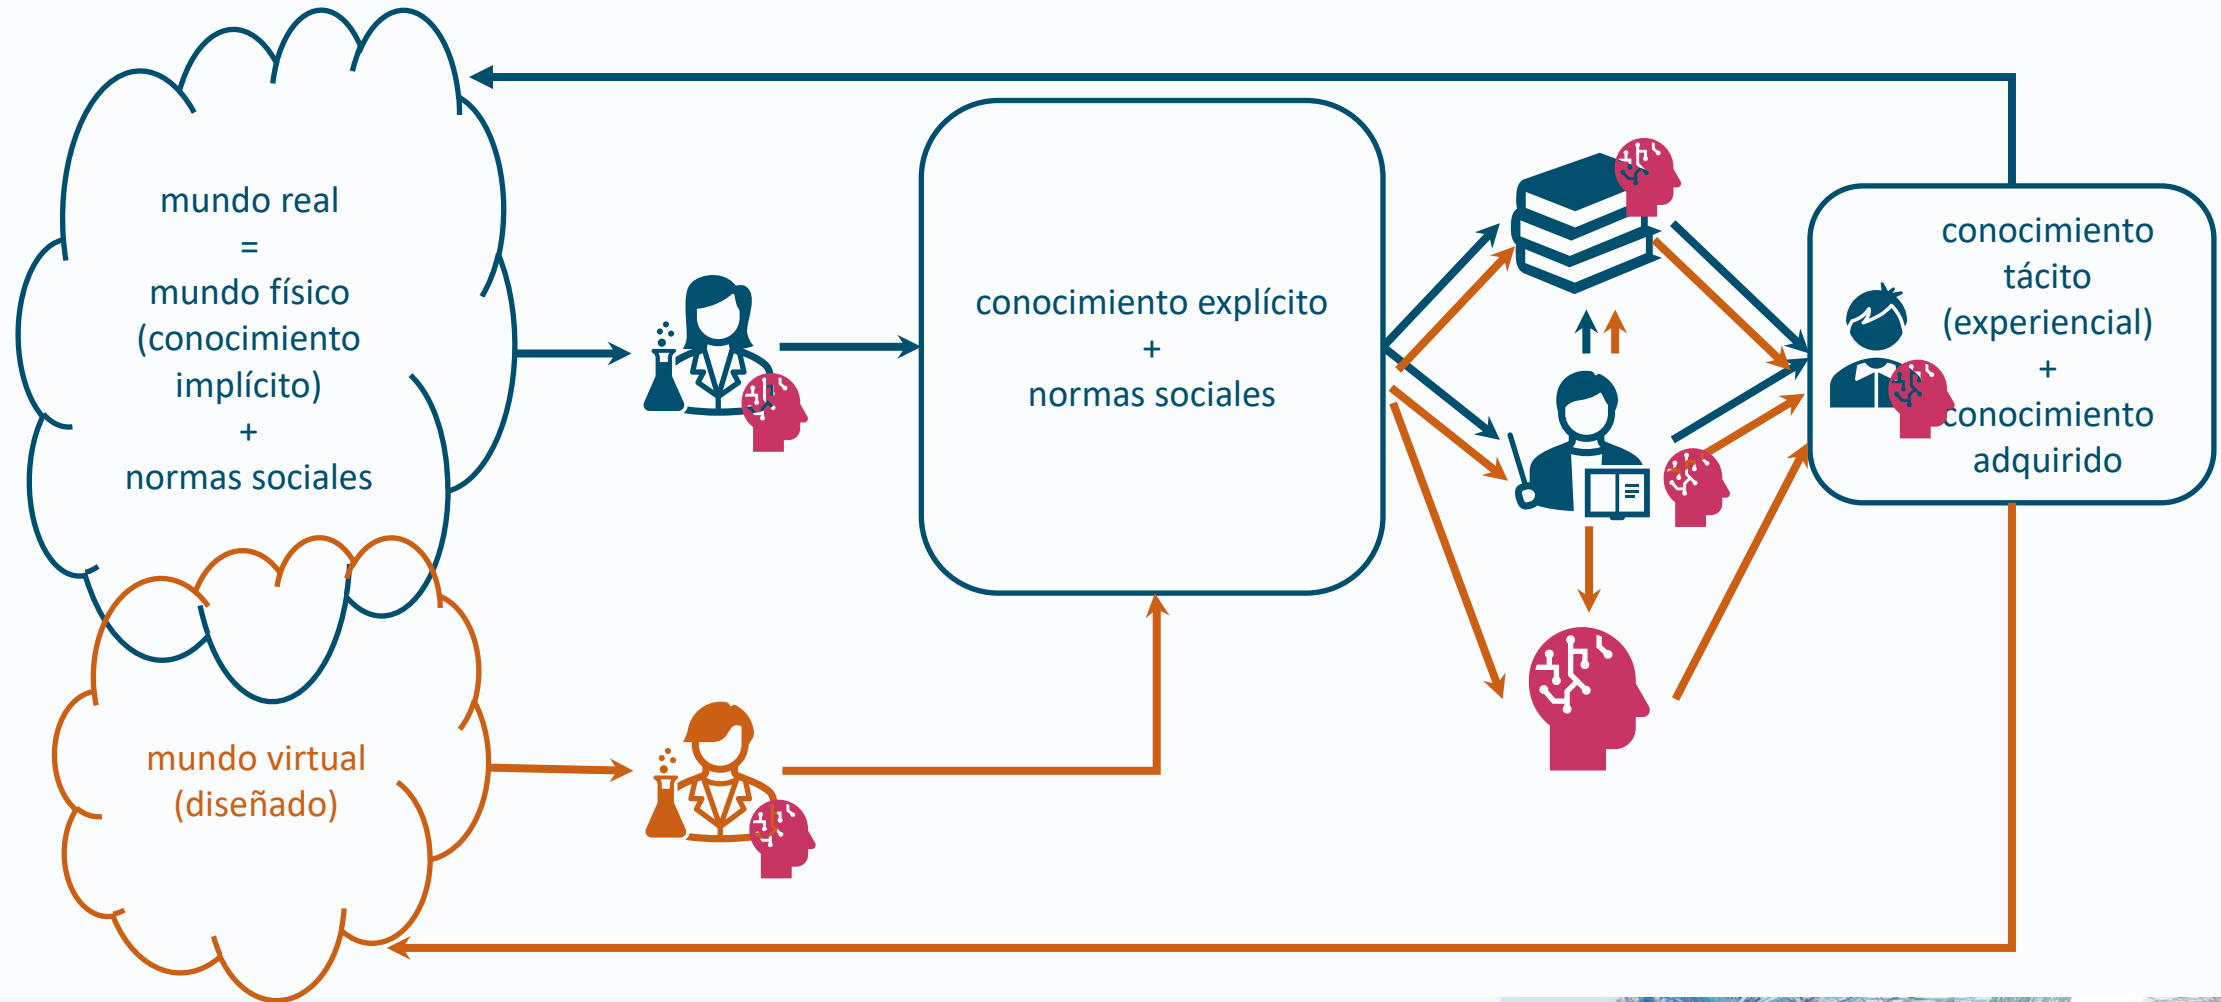 mundo real
=
mundo físico
(conocimiento
implícito)
+
normas sociales
mundo virtual
(diseñado)
conocimiento explícito
+
normas sociales
conocimiento
tácito
(experiencial)
+
conocimiento
adquirido